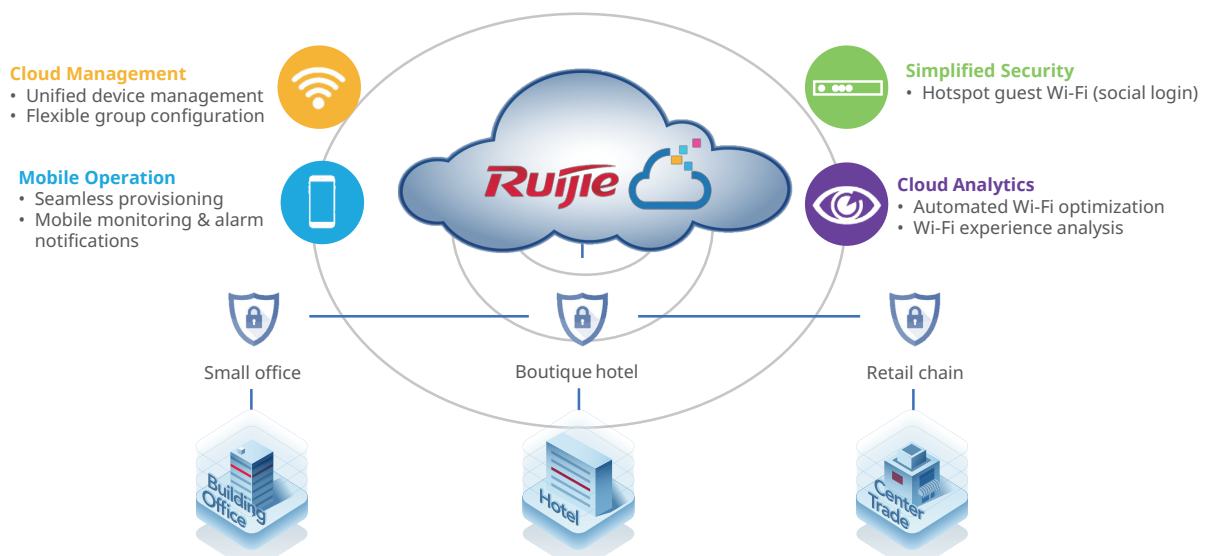 Cloud Management
• Unified device management
• Flexible group configuration
Mobile Operation
• Seamless provisioning
• Mobile monitoring & alarm
notifications
Ruijie
Simplified Security
• Hotspot guest Wi-Fi (social login)
Cloud Analytics
• Automated Wi-Fi optimization
• Wi-Fi experience analysis
Small office
Boutique hotel
Retail chain
Building
Office
Hotel
Center
Trade